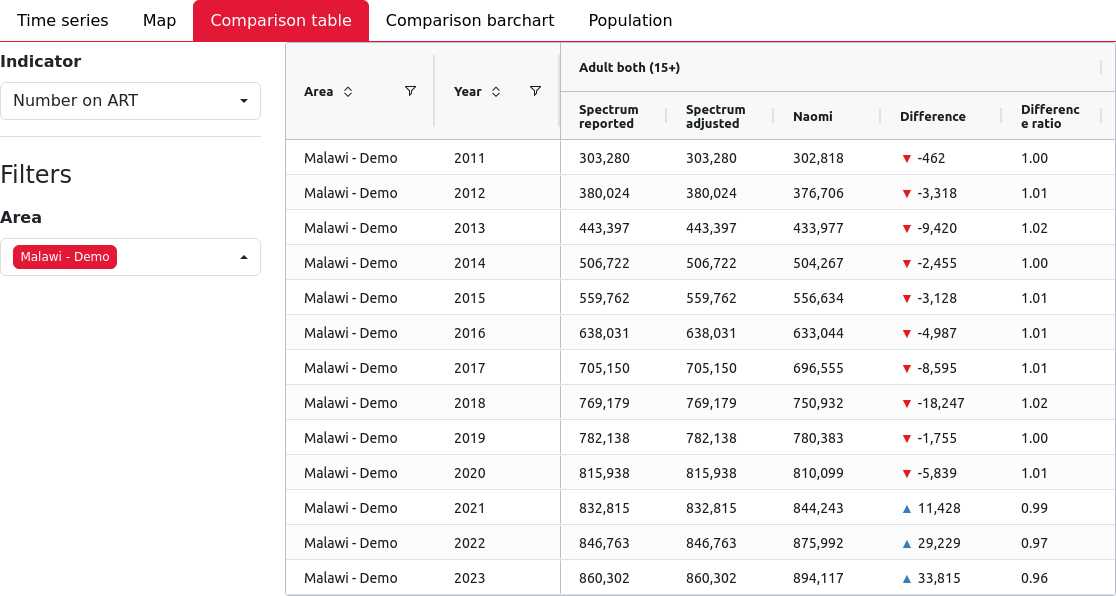 Time series Map Comparison table Comparison barchart Population
Indicator
Number on ART
Filters
Area
Malawi - Demo
Adult both (15+)
Area Year Spectrum reported Spectrum adjusted Naomi Difference Differenc
e ratio
Malawi - Demo 2011 303,280 303,280 302,818 ▼ -462 1.00
Malawi - Demo 2012 380,024 380,024 376,706 ▼ -3,318 1.01
Malawi - Demo 2013 443,397 443,397 433,977 ▼ -9,420 1.02
Malawi - Demo 2014 506,722 506,722 504,267 ▼ -2,455 1.00
Malawi - Demo 2015 559,762 559,762 556,634 ▼ -3,128 1.01
Malawi - Demo 2016 638,031 638,031 633,044 ▼ -4,987 1.01
Malawi - Demo 2017 705,150 705,150 696,555 ▼ -8,595 1.01
Malawi - Demo 2018 769,179 769,179 750,932 ▼ -18,247 1.02
Malawi - Demo 2019 782,138 782,138 780,383 ▼ -1,755 1.00
Malawi - Demo 2020 815,938 815,938 810,099 ▼ -5,839 1.01
Malawi - Demo 2021 832,815 832,815 844,243 ▲ 11,428 0.99
Malawi - Demo 2022 846,763 846,763 875,992 ▲ 29,229 0.97
Malawi - Demo 2023 860,302 860,302 894,117 ▲ 33,815 0.96